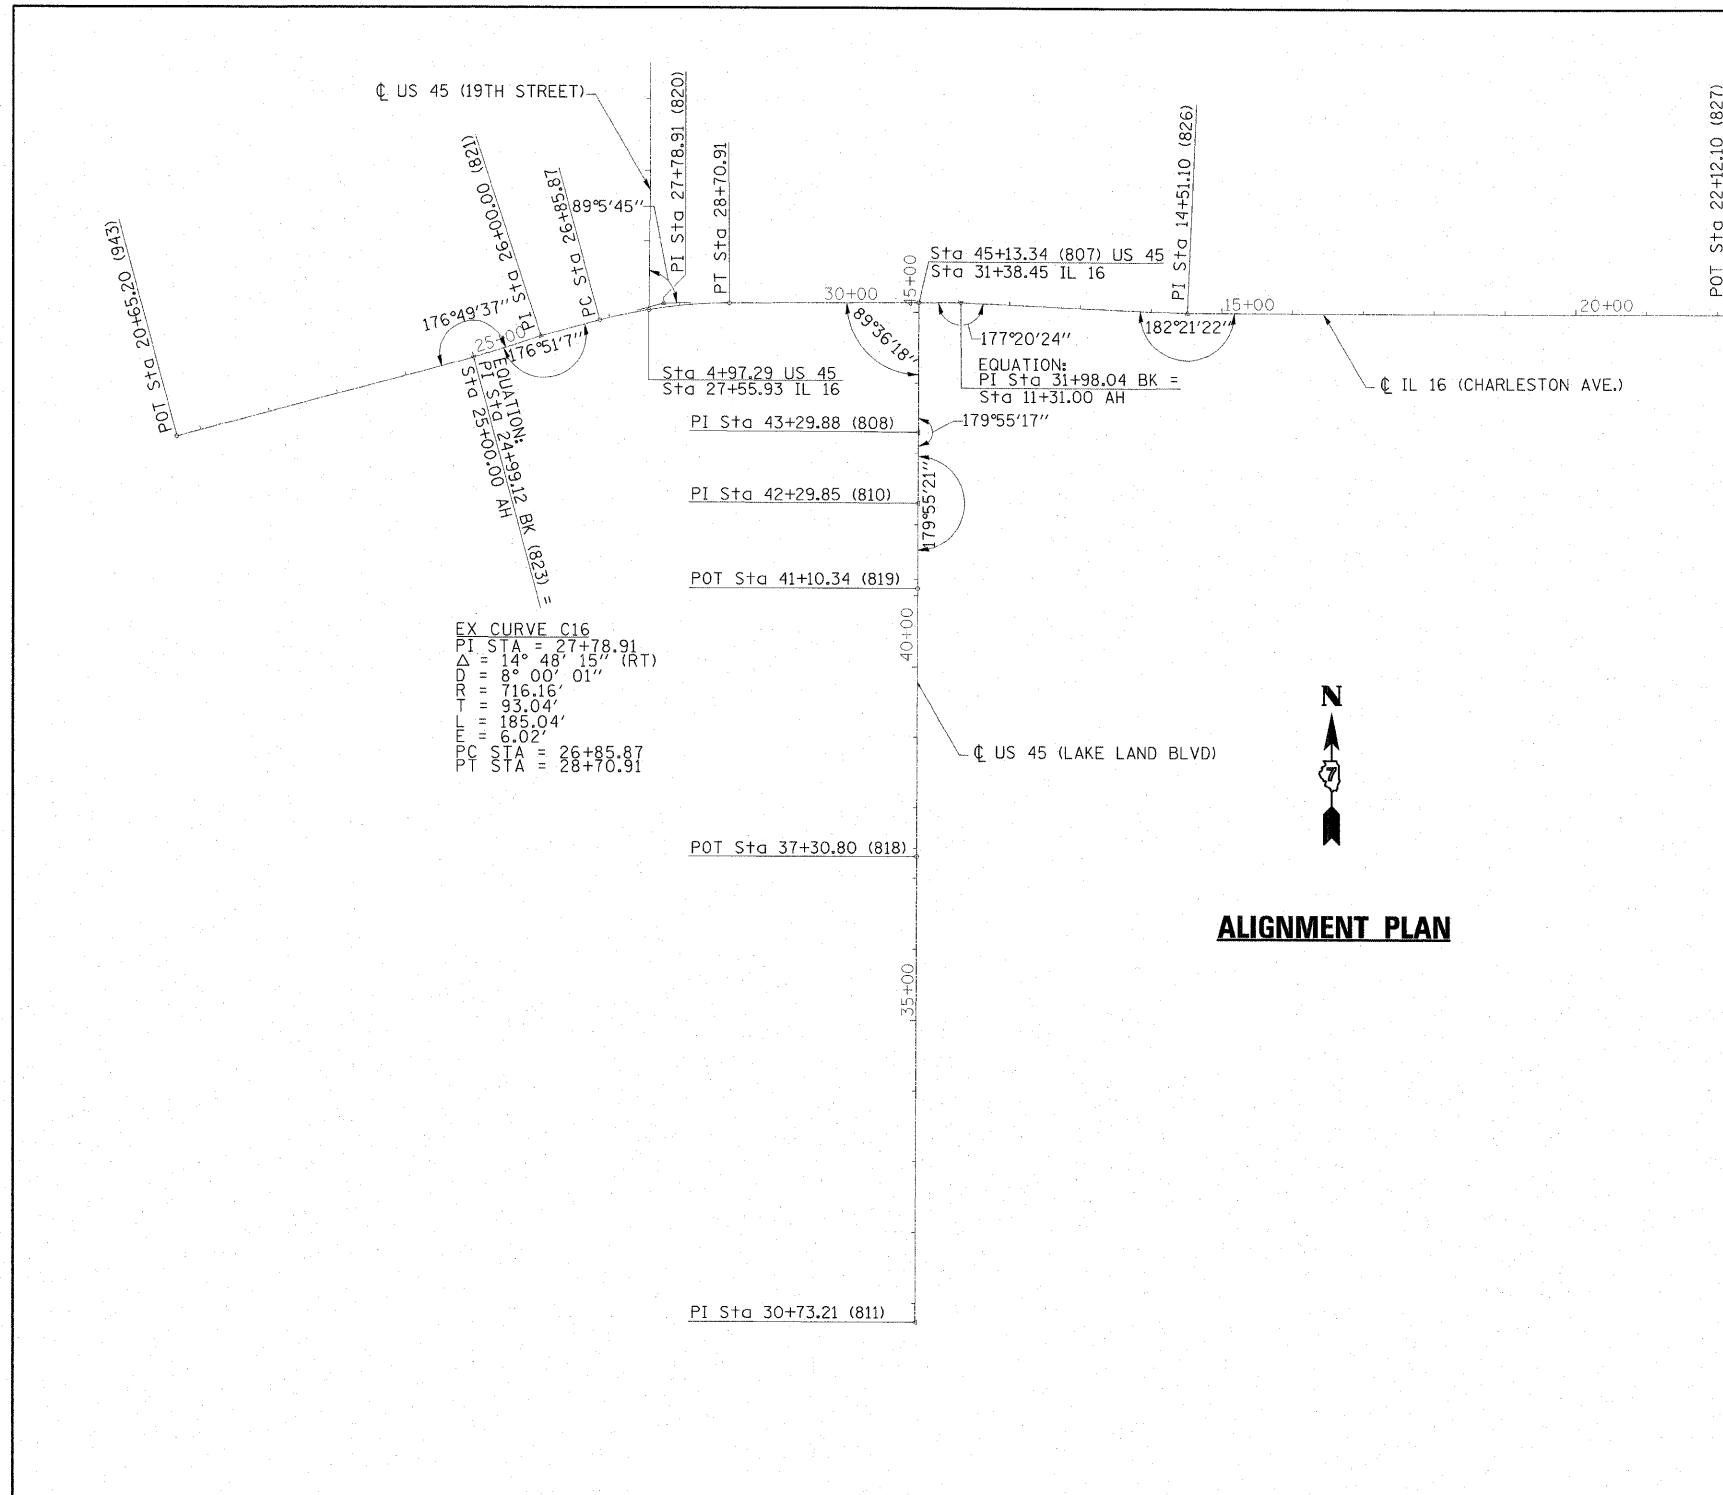 ℄ US 45 (19TH STREET)
POT Sta 20+65.20 (943)
176°49'37"
25+00
EQUATION:
PI Sta 24+99.12 BK (823) =
Sta 25+00.00 AH
PI Sta 26+00.00 (821)
176°51'7"
PC Sta 26+85.87
89°5'45"
PI Sta 27+78.91 (820)
PT Sta 28+70.91
Sta 4+97.29 US 45
Sta 27+55.93 IL 16
30+00
45+00
89°36'18"
Sta 45+13.34 (807) US 45
Sta 31+38.45 IL 16
177°20'24"
EQUATION:
PI Sta 31+98.04 BK =
Sta 11+31.00 AH
PI Sta 14+51.10 (826)
182°21'22"
15+00
℄ IL 16 (CHARLESTON AVE.)
20+00
POT Sta 22+12.10 (827)
PI Sta 43+29.88 (808)
179°55'17"
PI Sta 42+29.85 (810)
179°55'21"
POT Sta 41+10.34 (819)
40+00
℄ US 45 (LAKE LAND BLVD)
EX CURVE C16
PI STA = 27+78.91
Δ = 14° 48' 15" (RT)
D = 8° 00' 01"
R = 716.16'
T = 93.04'
L = 185.04'
E = 6.02'
PC STA = 26+85.87
PT STA = 28+70.91
POT Sta 37+30.80 (818)
35+00
PI Sta 30+73.21 (811)
N
7
ALIGNMENT PLAN